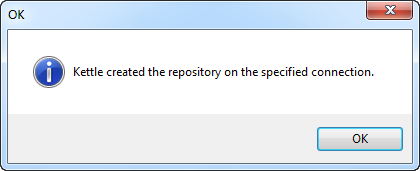 OK
Kettle created the repository on the specified connection.
OK